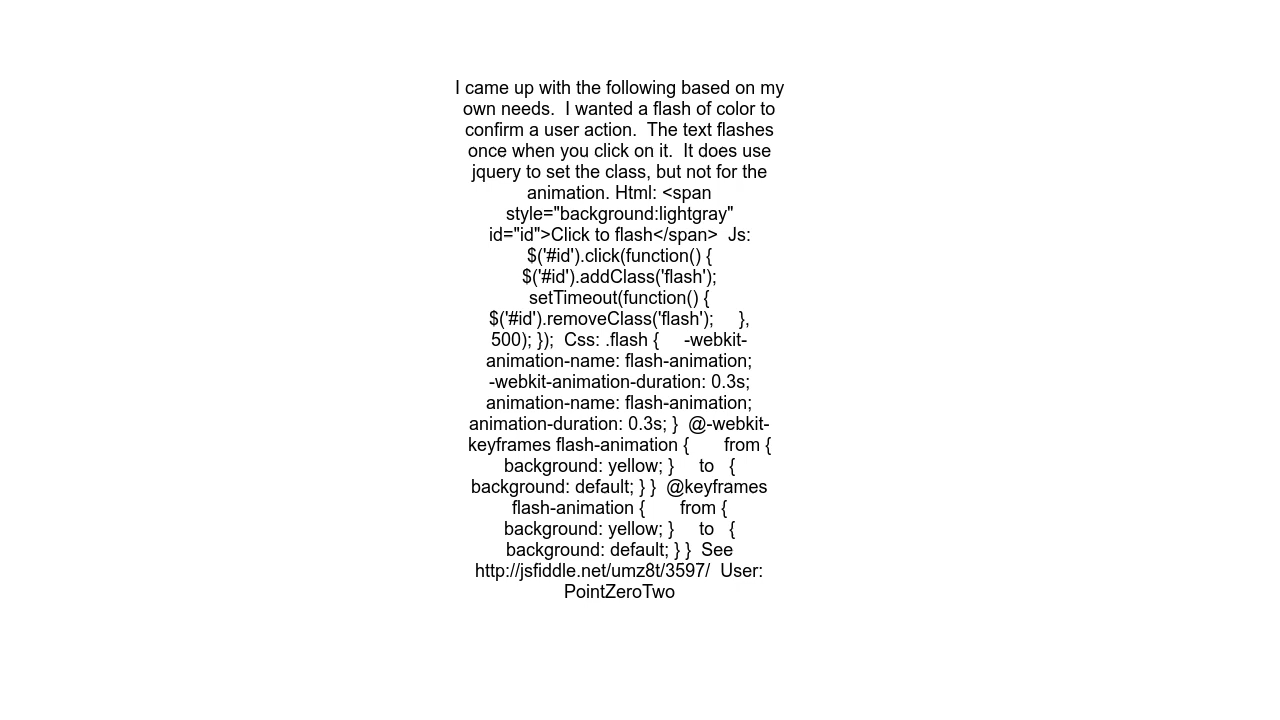 I came up with the following based on my
own needs.  I wanted a flash of color to
confirm a user action.  The text flashes
once when you click on it.  It does use
jquery to set the class, but not for the
animation. Html: <span
style="background:lightgray"
id="id">Click to flash</span>  Js:
$('#id').click(function() {
$('#id').addClass('flash');
setTimeout(function() {
$('#id').removeClass('flash');     },
500); });  Css: .flash {     -webkit-
animation-name: flash-animation;
-webkit-animation-duration: 0.3s;
animation-name: flash-animation;
animation-duration: 0.3s; }  @-webkit-
keyframes flash-animation {       from {
background: yellow; }     to   {
background: default; } }  @keyframes
flash-animation {       from {
background: yellow; }     to   {
background: default; } }  See
http://jsfiddle.net/umz8t/3597/  User:
PointZeroTwo